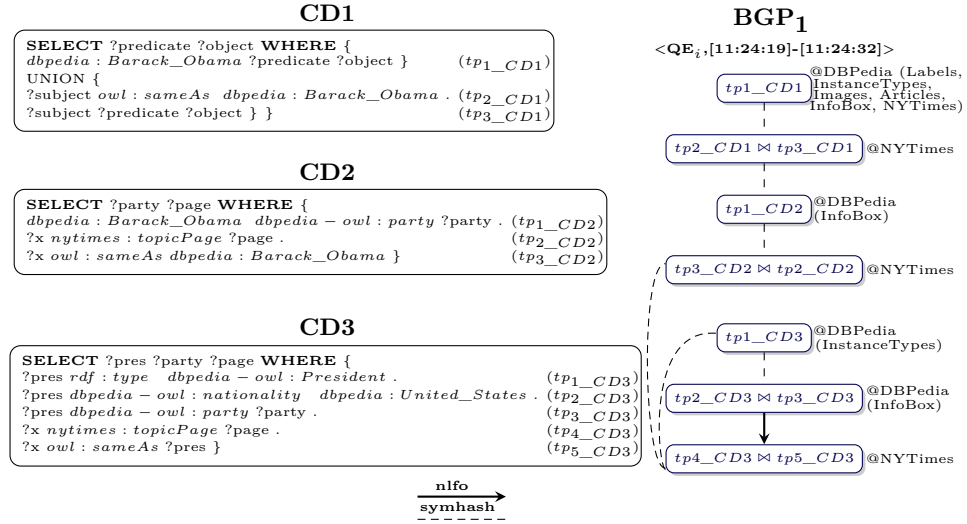 CD1
SELECT ?predicate ?object WHERE {
dbpedia : Barack_Obama ?predicate ?object } (tp1_CD1)
UNION {
?subject owl : sameAs dbpedia : Barack_Obama . (tp2_CD1)
?subject ?predicate ?object } } (tp3_CD1)
CD2
SELECT ?party ?page WHERE {
dbpedia : Barack_Obama dbpedia − owl : party ?party . (tp1_CD2)
?x nytimes : topicPage ?page . (tp2_CD2)
?x owl : sameAs dbpedia : Barack_Obama } (tp3_CD2)
CD3
SELECT ?pres ?party ?page WHERE {
?pres rdf : type dbpedia − owl : President . (tp1_CD3)
?pres dbpedia − owl : nationality dbpedia : United_States . (tp2_CD3)
?pres dbpedia − owl : party ?party . (tp3_CD3)
?x nytimes : topicPage ?page . (tp4_CD3)
?x owl : sameAs ?pres } (tp5_CD3)
nlfo
symhash
BGP1
<QEi,[11:24:19]-[11:24:32]>
tp1_CD1
@DBPedia (Labels,
InstanceTypes,
Images, Articles,
InfoBox, NYTimes)
tp2_CD1 ⋈ tp3_CD1 @NYTimes
tp1_CD2
@DBPedia
(InfoBox)
tp3_CD2 ⋈ tp2_CD2 @NYTimes
tp1_CD3
@DBPedia
(InstanceTypes)
tp2_CD3 ⋈ tp3_CD3
@DBPedia
(InfoBox)
tp4_CD3 ⋈ tp5_CD3 @NYTimes